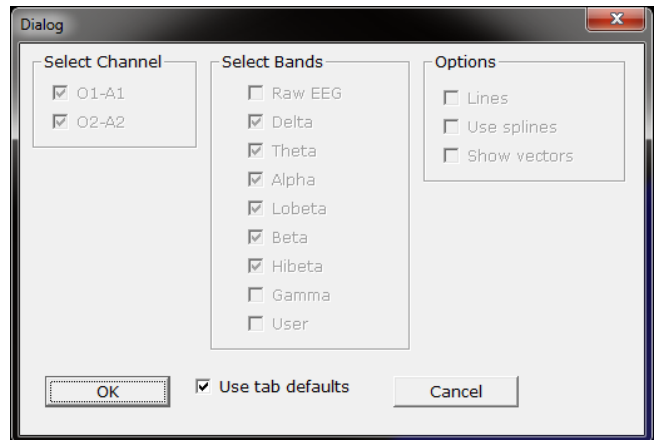 Dialog
Select Channel
O1-A1
O2-A2
Select Bands
Raw EEG
Delta
Theta
Alpha
Lobeta
Beta
Hibeta
Gamma
User
Options
Lines
Use splines
Show vectors
OK
Use tab defaults
Cancel